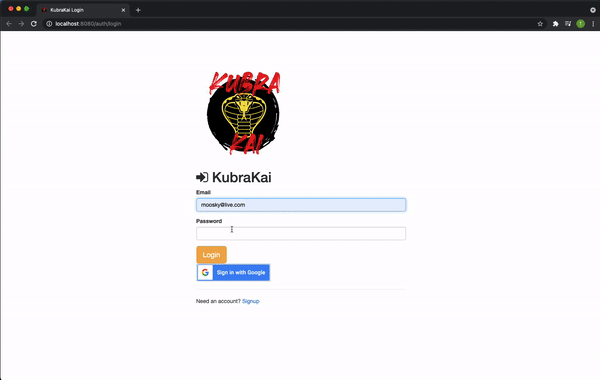 KubraKai Login
localhost:8080/auth/login
KUBRA
KAI
KubraKai
Email
moosky@live.com
Password
Login
Sign in with Google
Need an account? Signup